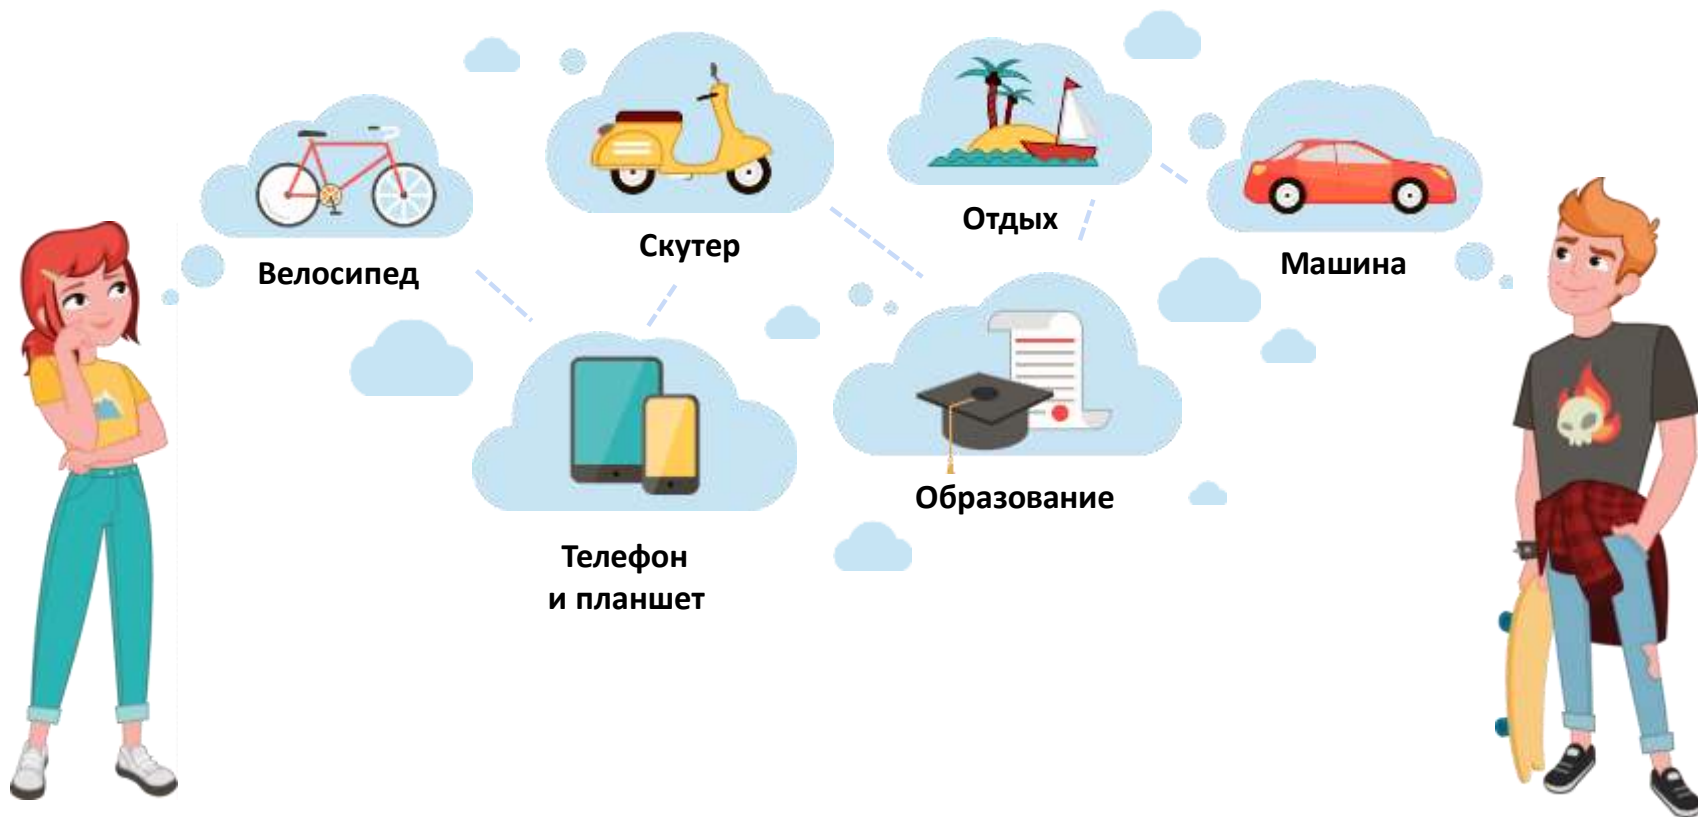 Велосипед
Скутер
Отдых
Машина
Телефон
и планшет
Образование